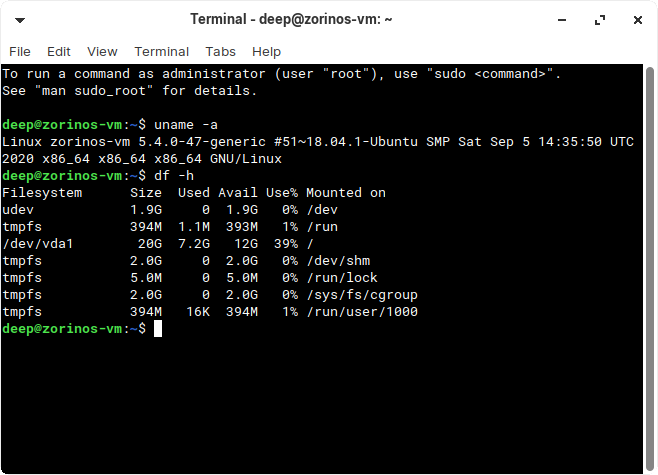 Terminal - deep@zorinos-vm: ~
File Edit View Terminal Tabs Help
To run a command as administrator (user "root"), use "sudo <command>".
See "man sudo_root" for details.
deep@zorinos-vm:~$ uname -a
Linux zorinos-vm 5.4.0-47-generic #51~18.04.1-Ubuntu SMP Sat Sep 5 14:35:50 UTC
2020 x86_64 x86_64 x86_64 GNU/Linux
deep@zorinos-vm:~$ df -h
Filesystem      Size  Used Avail Use% Mounted on
udev            1.9G     0  1.9G   0% /dev
tmpfs           394M  1.1M  393M   1% /run
/dev/vda1        20G  7.2G   12G  39% /
tmpfs           2.0G     0  2.0G   0% /dev/shm
tmpfs           5.0M     0  5.0M   0% /run/lock
tmpfs           2.0G     0  2.0G   0% /sys/fs/cgroup
tmpfs           394M   16K  394M   1% /run/user/1000
deep@zorinos-vm:~$